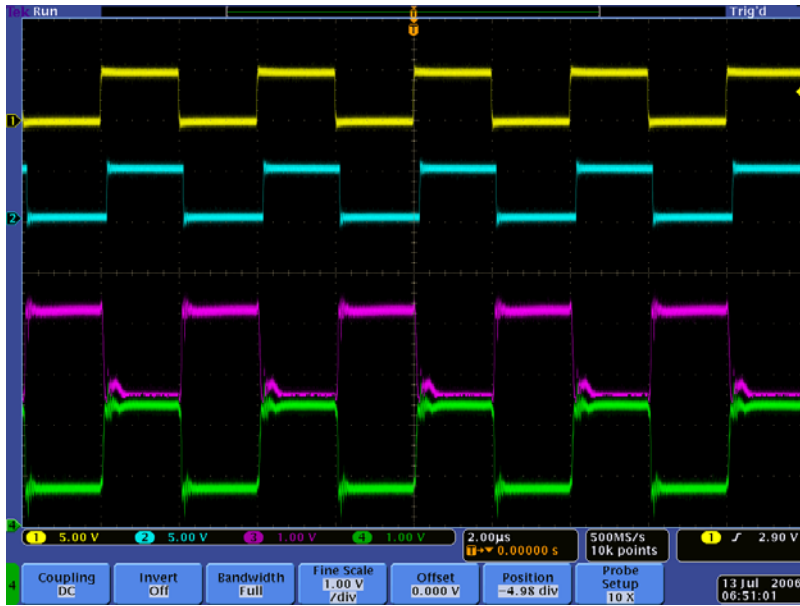 Tek Run Trig'd
U
T
1
2
4
1 5.00 V 2 5.00 V 3 1.00 V 4 1.00 V 2.00μs 500MS/s 1 2.90 V
T 0.00000 s 10k points
4 Coupling DC Invert Off Bandwidth Full Fine Scale 1.00 V /div Offset 0.000 V Position -4.98 div Probe Setup 10 X
13 Jul 2006
06:51:01